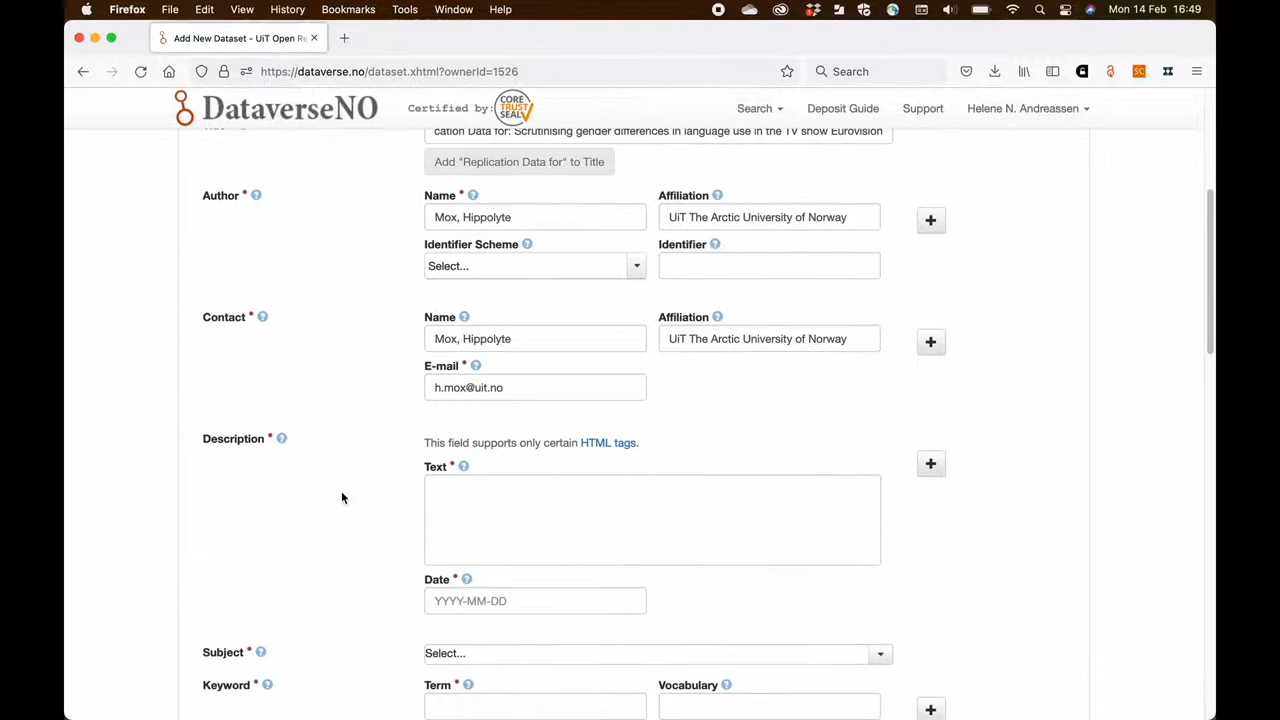 Firefox File Edit View History Bookmarks Tools Window Help Mon 14 Feb 16:49
Add New Dataset - UiT Open Re
https://dataverse.no/dataset.xhtml?ownerId=1526 Search
DataverseNO Certified by: CORE TRUST SEAL Search Deposit Guide Support Helene N. Andreassen
cation Data for: Scrutinising gender differences in language use in the TV show Eurovision
Add "Replication Data for" to Title
Author * Name * Affiliation
Mox, Hippolyte UiT The Arctic University of Norway
Identifier Scheme Identifier
Select...
Contact * Name Affiliation
Mox, Hippolyte UiT The Arctic University of Norway
E-mail *
h.mox@uit.no
Description * This field supports only certain HTML tags.
Text *
Date *
YYYY-MM-DD
Subject * Select...
Keyword * Term * Vocabulary